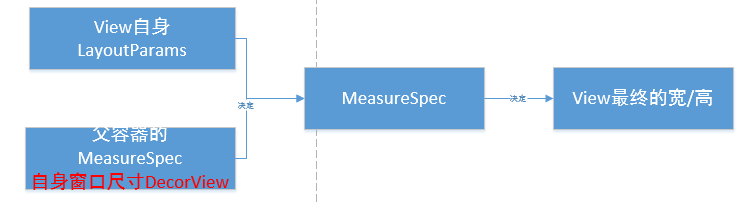 View自身
LayoutParams
决定
父容器的
MeasureSpec
自身窗口尺寸DecorView
MeasureSpec
决定
View最终的宽/高